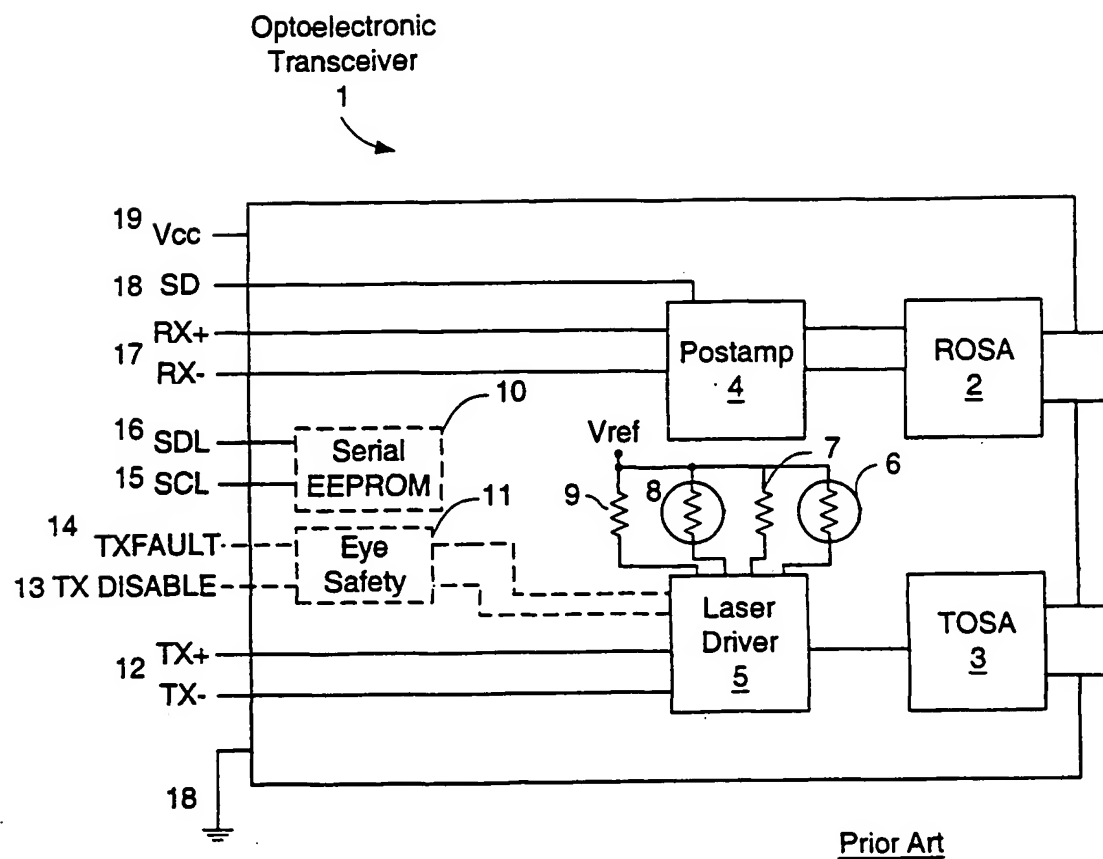 Optoelectronic
Transceiver
1
19 Vcc
18 SD
RX+
17
RX-
Postamp
4
ROSA
2
10
16 SDL
15 SCL
Serial
EEPROM
Vref
9
8
7
6
11
14
TXFAULT
13 TX DISABLE
Eye
Safety
Laser
Driver
5
TOSA
3
12
TX+
TX-
18
Prior Art